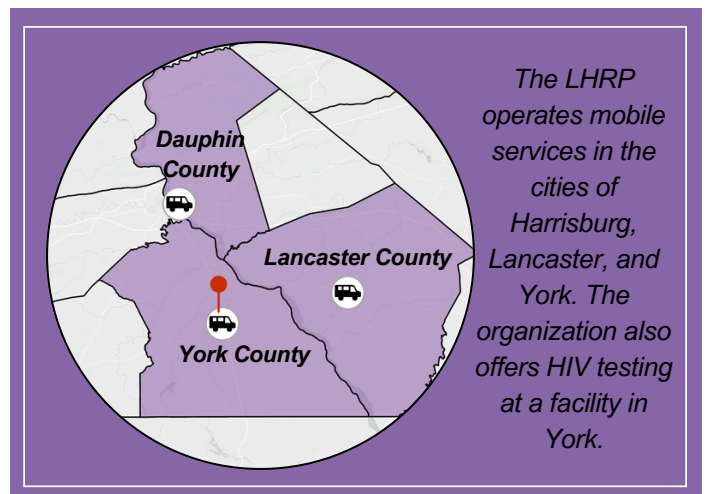 Dauphin
County
Lancaster County
York County
The LHRP
operates mobile
services in the
cities of
Harrisburg,
Lancaster, and
York. The
organization also
offers HIV testing
at a facility in
York.